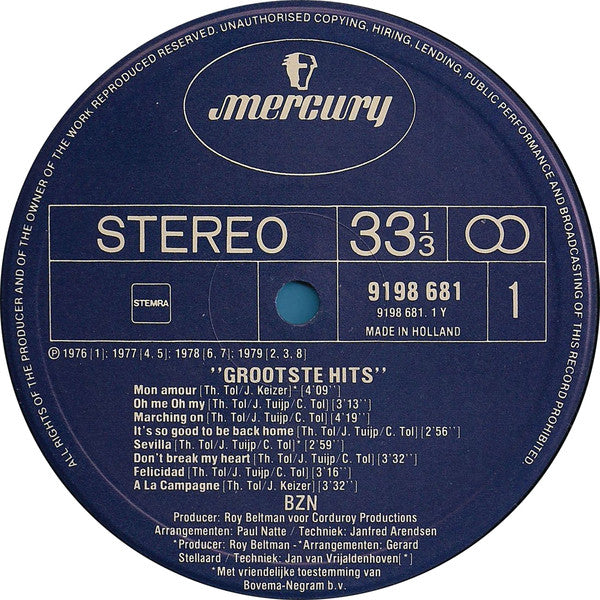 ALL RIGHTS OF THE PRODUCER AND OF THE OWNER OF THE WORK REPRODUCED RESERVED. UNAUTHORISED COPYING, HIRING, LENDING, PUBLIC PERFORMANCE AND BROADCASTING OF THIS RECORD PROHIBITED.
mercury
STEREO 33 1/3
STEMRA
9198 681
9198 681. 1 Y
MADE IN HOLLAND
1
Ⓟ 1976 [1]; 1977 [4. 5]; 1978 [6. 7]; 1979 [2. 3. 8]
''GROOTSTE HITS''
Mon amour [Th. Tol/J. Keizer]* [4'09'']
Oh me Oh my [Th. Tol/J. Tuijp/C. Tol] [3'13'']
Marching on [Th. Tol/J. Tuijp/C. Tol] [4'19'']
It's so good to be back home [Th. Tol/J. Tuijp/C. Tol] [2'56'']
Sevilla [Th. Tol/J. Tuijp/C. Tol]* [2'59'']
Don't break my heart [Th. Tol/J. Tuijp/C. Tol] [3'32'']
Felicidad [Th. Tol/J. Tuijp/C. Tol] [3'16'']
A La Campagne [Th. Tol/J. Keizer] [3'32'']
BZN
Producer: Roy Beltman voor Corduroy Productions
Arrangementen: Paul Natte / Techniek: Janfred Arendsen
*Producer: Roy Beltman - *Arrangementen: Gerard
Stellaard / Techniek: Jan van Vrijaldenhoven[*]
*Met vriendelijke toestemming van
Bovema-Negram b.v.